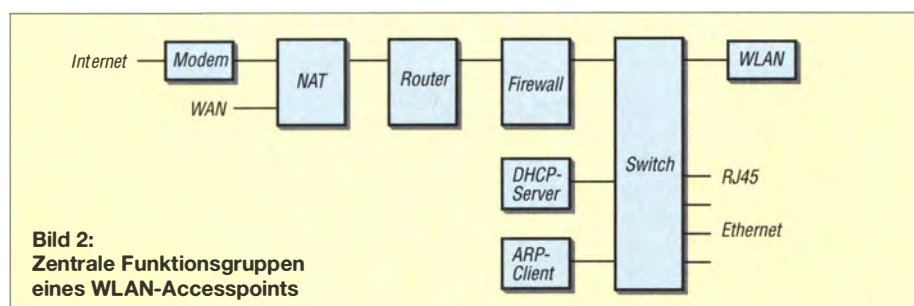 Internet
Modem
WAN
NAT
Router
Firewall
DHCP-
Server
ARP-
Client
Switch
WLAN
RJ45
Ethernet
Bild 2:
Zentrale Funktionsgruppen
eines WLAN-Accesspoints